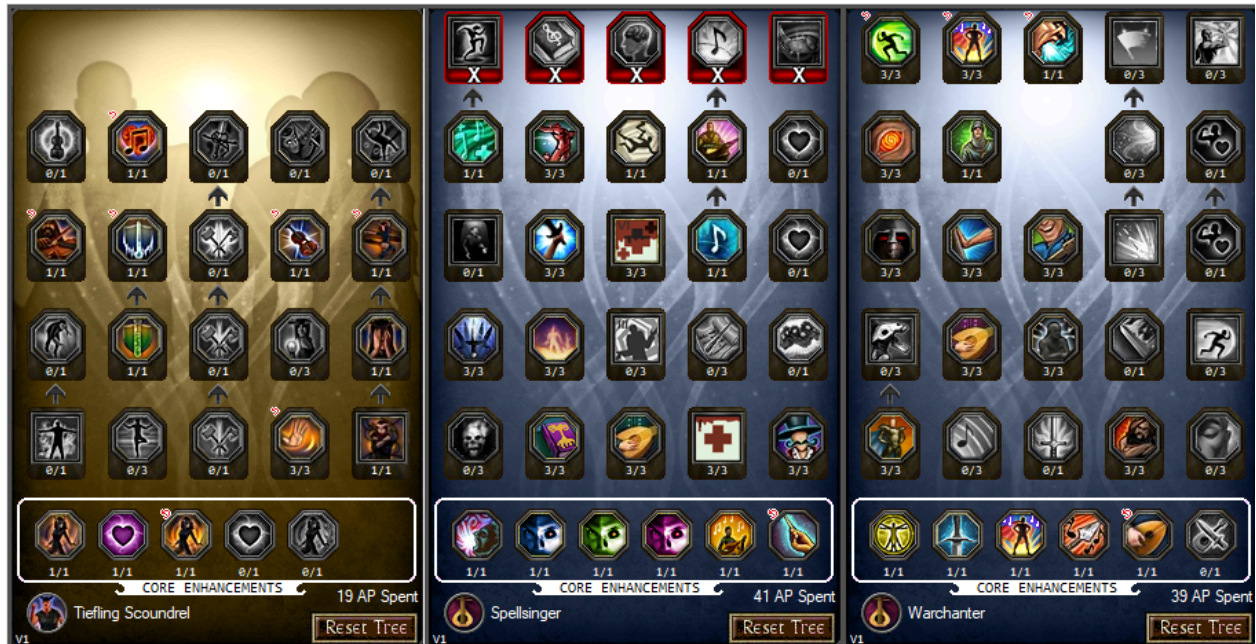 0/1 1/1 0/1 0/1 0/1
1/1 1/1 0/1 1/1 1/1
0/1 1/1 0/1 0/3 1/1
0/1 0/3 0/1 3/3 1/1
1/1 1/1 1/1 0/1 0/1
CORE ENHANCEMENTS
19 AP Spent
Tiefling Scoundrel
V1
RESET TREE
X X X X X
1/1 3/3 1/1 1/1 0/1
VI
0/1 3/3 3/3 1/1 0/1
3/3 3/3 0/3 0/3 0/1
0/3 3/3 3/3 3/3 3/3
1/1 1/1 1/1 1/1 1/1 1/1
CORE ENHANCEMENTS
41 AP Spent
Spellsinger
V1
RESET TREE
3/3 3/3 1/1 0/3 0/3
3/3 1/1 0/3 0/1
3/3 3/3 3/3 0/3 0/1
0/3 3/3 3/3 0/3 0/3
3/3 0/3 0/1 3/3 0/3
1/1 1/1 1/1 1/1 1/1 0/1
CORE ENHANCEMENTS
39 AP Spent
Warchanter
V1
RESET TREE